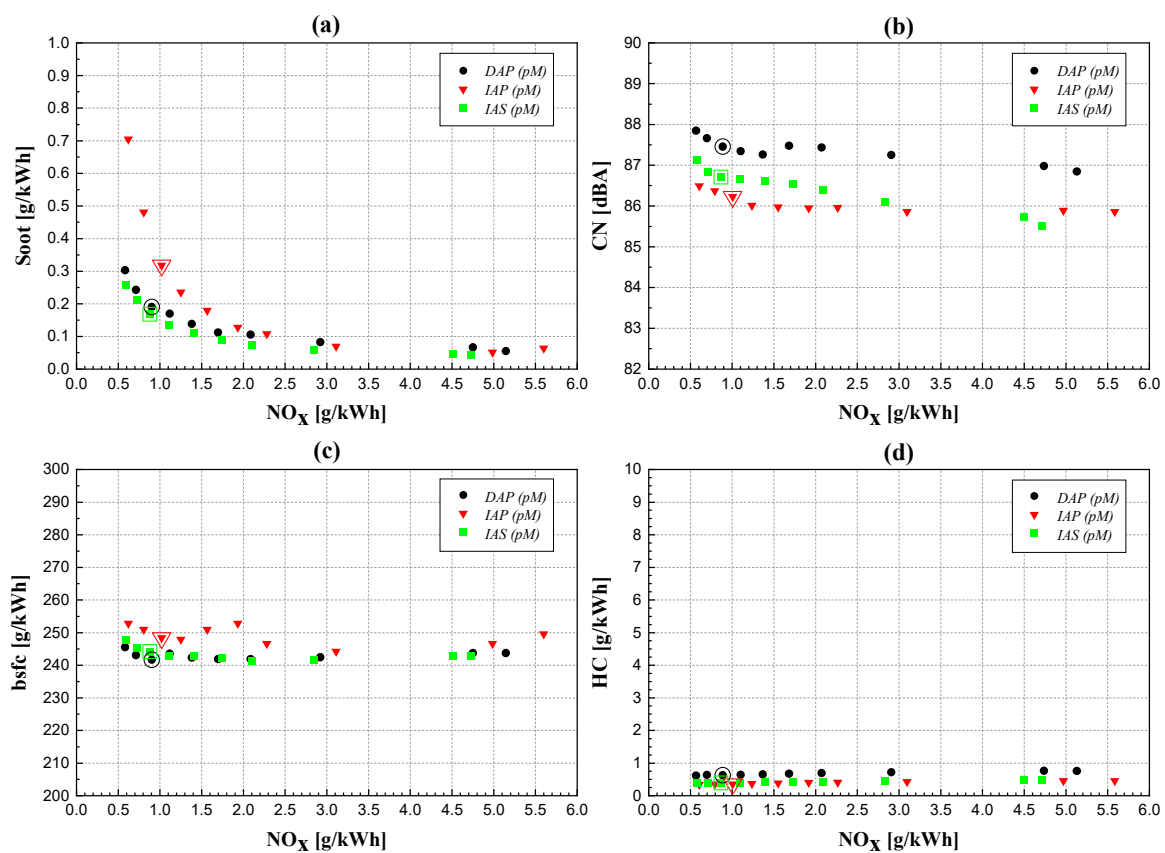 (a)
1.0
0.9
0.8
0.7
0.6
0.5
0.4
0.3
0.2
0.1
0.0
Soot [g/kWh]
DAP (pM)
IAP (pM)
IAS (pM)
0.0 0.5 1.0 1.5 2.0 2.5 3.0 3.5 4.0 4.5 5.0 5.5 6.0
NOX [g/kWh]
(b)
90
89
88
87
86
85
84
83
82
CN [dBA]
DAP (pM)
IAP (pM)
IAS (pM)
0.0 0.5 1.0 1.5 2.0 2.5 3.0 3.5 4.0 4.5 5.0 5.5 6.0
NOX [g/kWh]
(c)
300
290
280
270
260
250
240
230
220
210
200
bsfc [g/kWh]
DAP (pM)
IAP (pM)
IAS (pM)
0.0 0.5 1.0 1.5 2.0 2.5 3.0 3.5 4.0 4.5 5.0 5.5 6.0
NOX [g/kWh]
(d)
10
9
8
7
6
5
4
3
2
1
0
HC [g/kWh]
DAP (pM)
IAP (pM)
IAS (pM)
0.0 0.5 1.0 1.5 2.0 2.5 3.0 3.5 4.0 4.5 5.0 5.5 6.0
NOX [g/kWh]